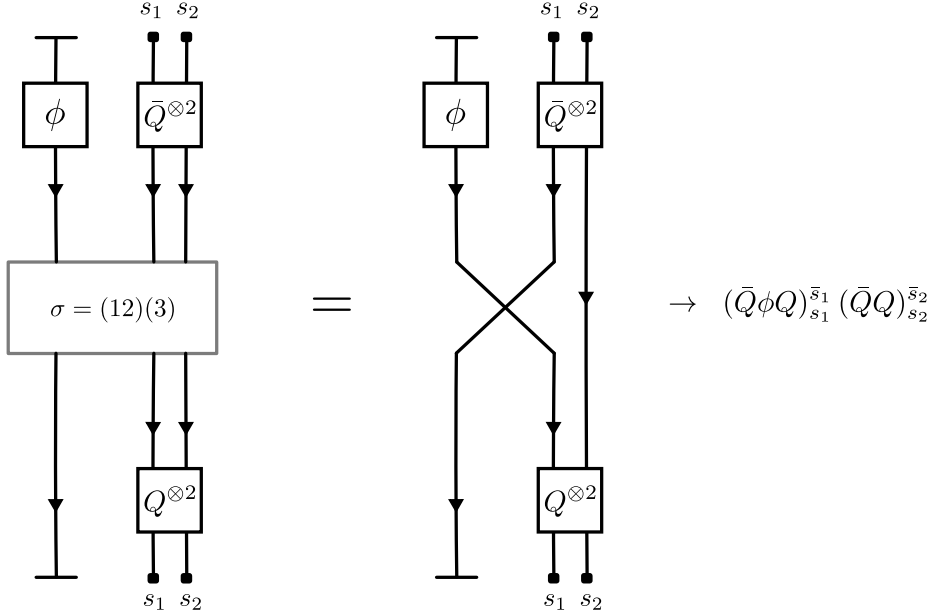 s₁ s₂ s₁ s₂
ϕ Q̄⊗² ϕ Q̄⊗²
σ = (12)(3) = → (Q̄ϕQ)^{s̄₁}_{s₁} (Q̄Q)^{s̄₂}_{s₂}
Q⊗² Q⊗²
s₁ s₂ s₁ s₂